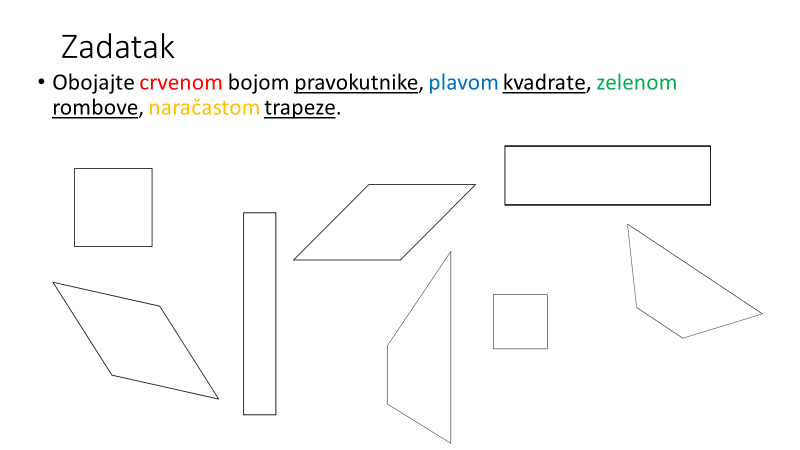 Zadatak
• Obojajte crvenom bojom pravokutnike, plavom kvadrate, zelenom
rombove, naračastom trapeze.